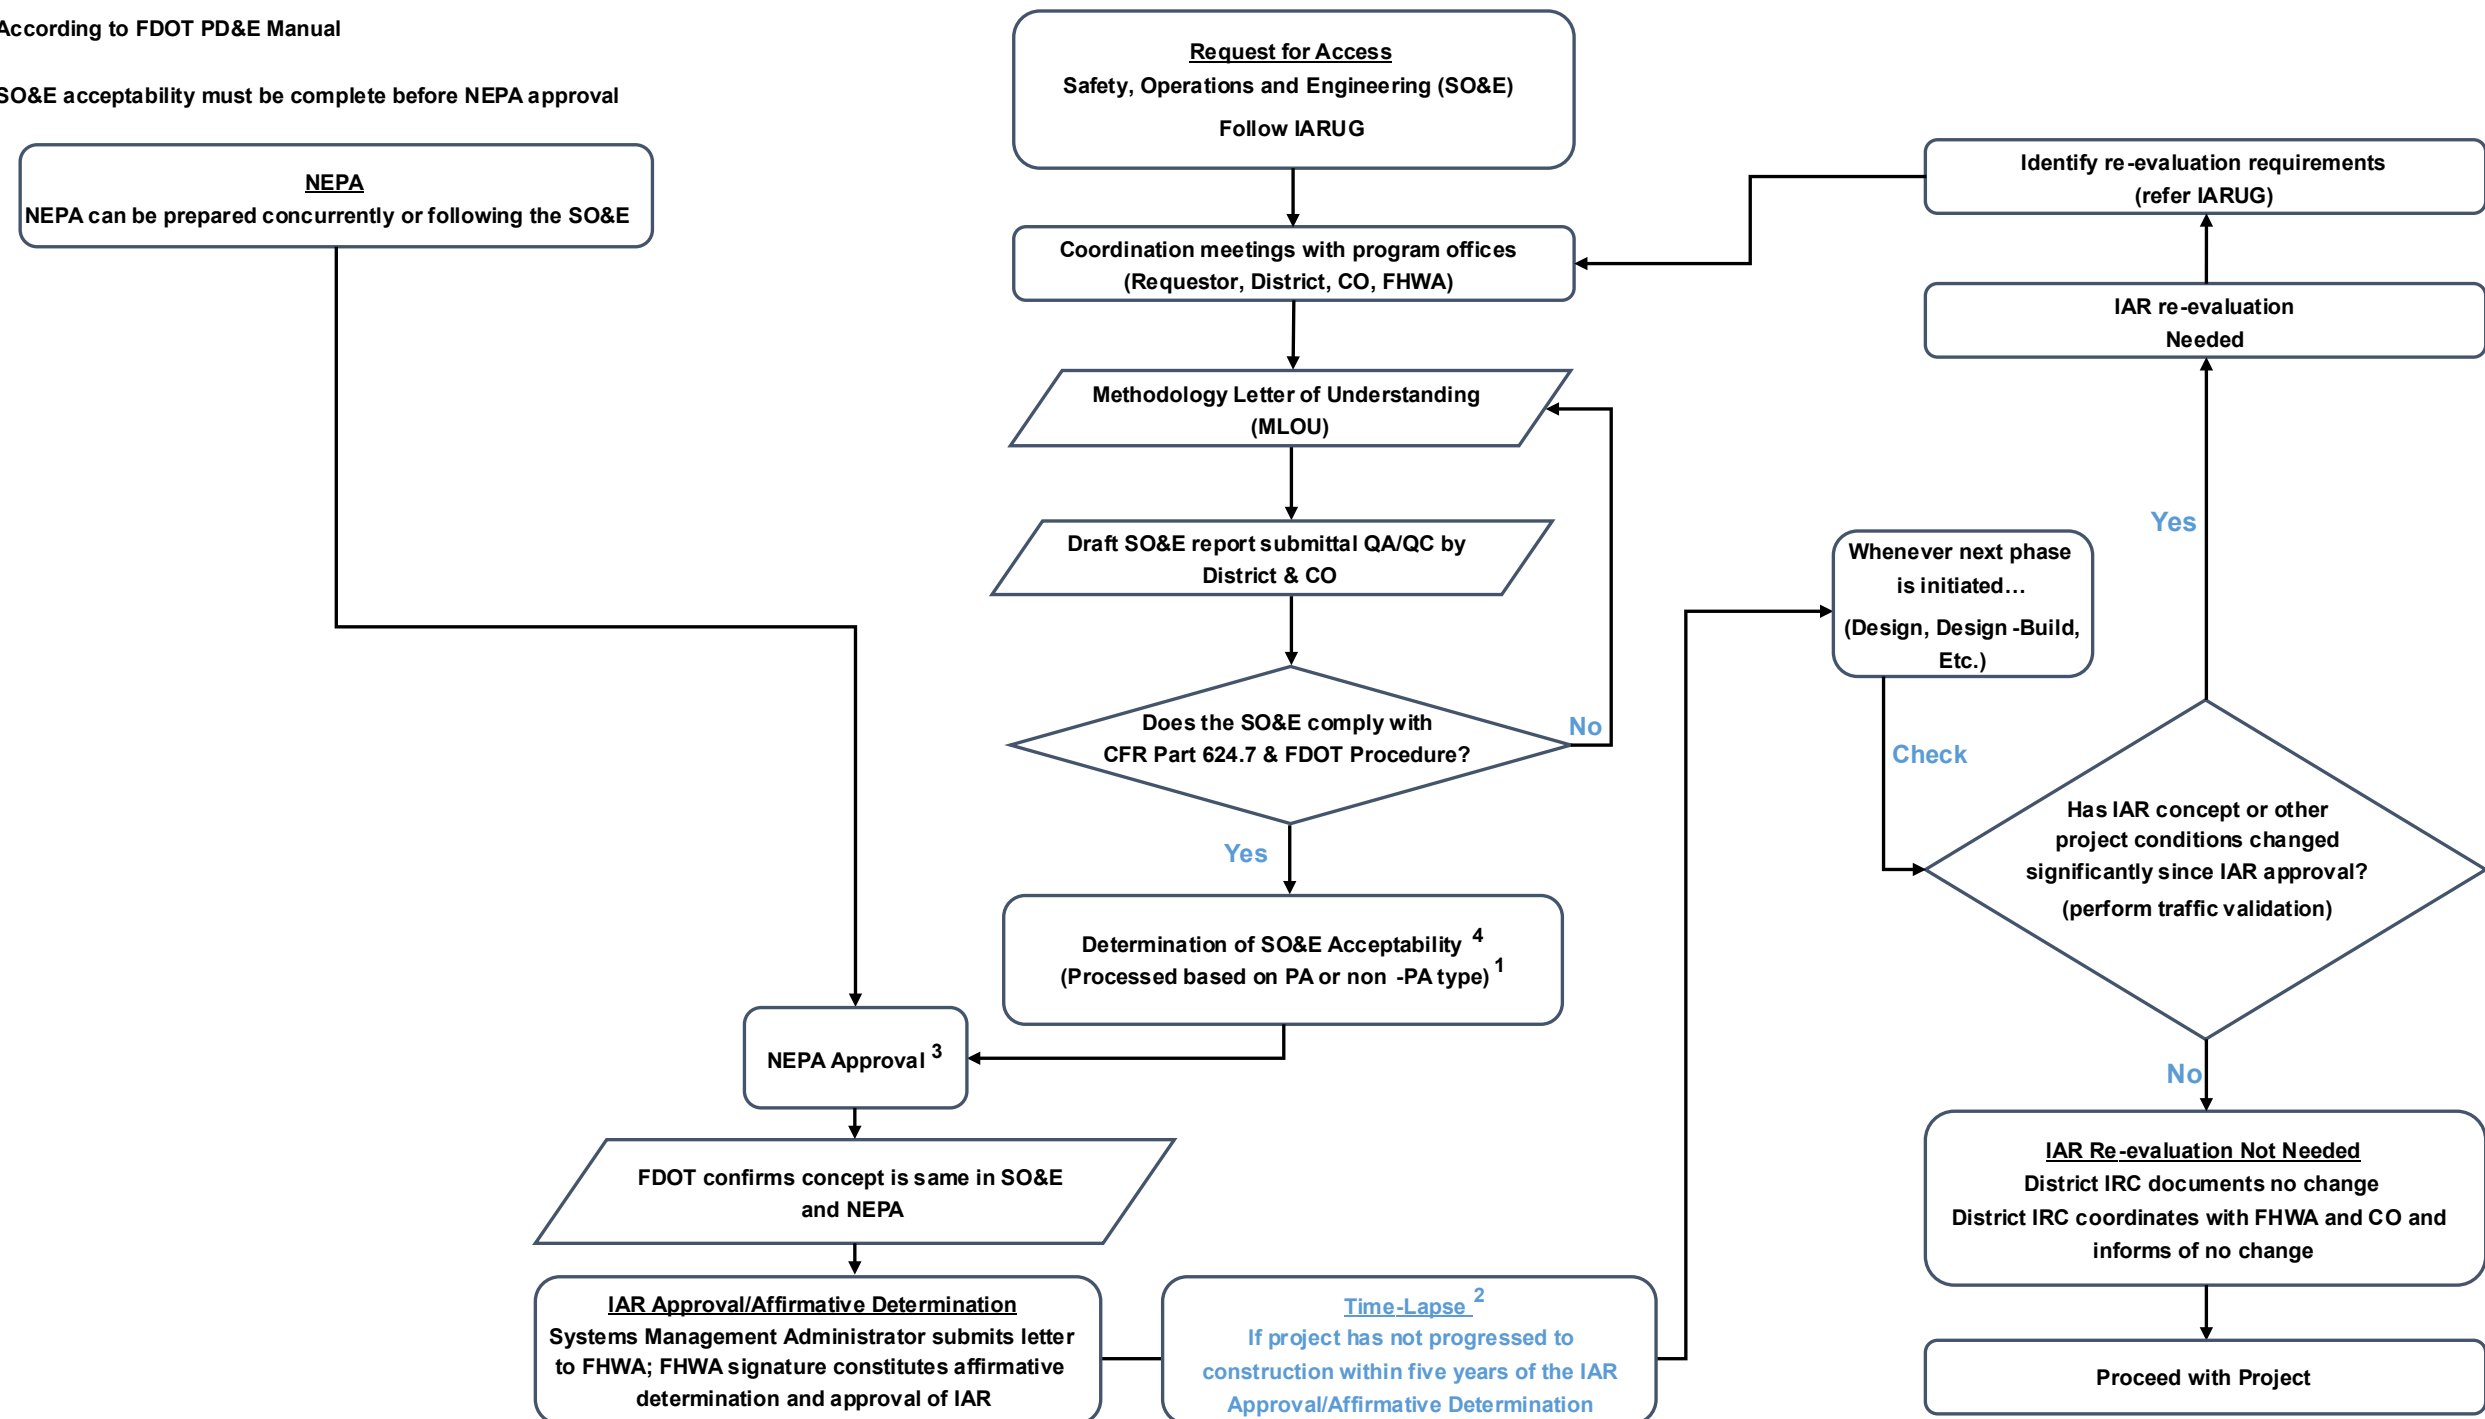 According to FDOT PD&E Manual
SO&E acceptability must be complete before NEPA approval
NEPA
NEPA can be prepared concurrently or following the SO&E
Request for Access
Safety, Operations and Engineering (SO&E)
Follow IARUG
Coordination meetings with program offices
(Requestor, District, CO, FHWA)
Methodology Letter of Understanding
(MLOU)
Draft SO&E report submittal QA/QC by
District & CO
Does the SO&E comply with
CFR Part 624.7 & FDOT Procedure?
No
Yes
Determination of SO&E Acceptability 4
(Processed based on PA or non -PA type) 1
NEPA Approval 3
FDOT confirms concept is same in SO&E
and NEPA
IAR Approval/Affirmative Determination
Systems Management Administrator submits letter
to FHWA; FHWA signature constitutes affirmative
determination and approval of IAR
Time-Lapse 2
If project has not progressed to
construction within five years of the IAR
Approval/Affirmative Determination
Whenever next phase
is initiated…
(Design, Design -Build,
Etc.)
Check
Has IAR concept or other
project conditions changed
significantly since IAR approval?
(perform traffic validation)
Yes
IAR re-evaluation
Needed
Identify re-evaluation requirements
(refer IARUG)
No
IAR Re-evaluation Not Needed
District IRC documents no change
District IRC coordinates with FHWA and CO and
informs of no change
Proceed with Project